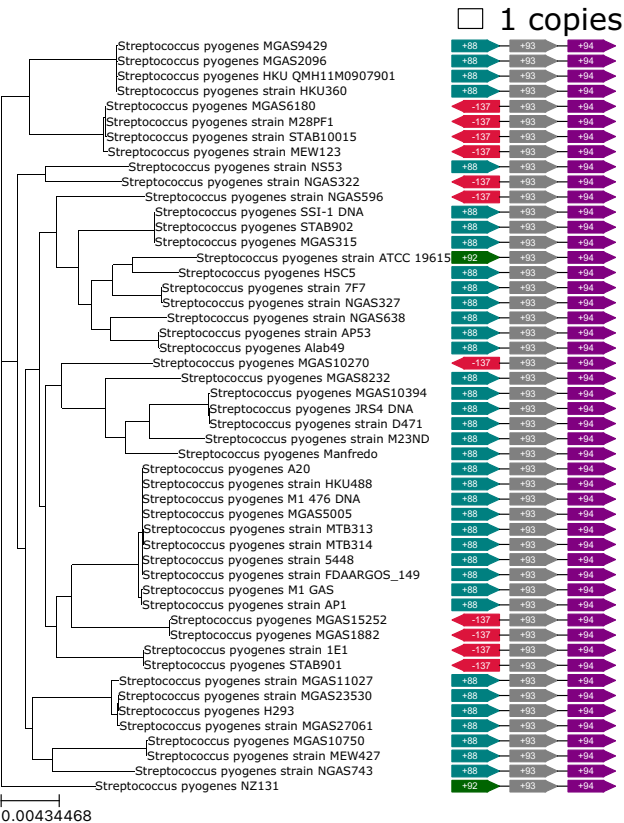 1 copies
Streptococcus pyogenes MGAS9429 +88 +93 +94
Streptococcus pyogenes MGAS2096 +88 +93 +94
Streptococcus pyogenes HKU QMH11M0907901 +88 +93 +94
Streptococcus pyogenes strain HKU360 +88 +93 +94
Streptococcus pyogenes MGAS6180 -137 +93 +94
Streptococcus pyogenes strain M28PF1 -137 +93 +94
Streptococcus pyogenes strain STAB10015 -137 +93 +94
Streptococcus pyogenes strain MEW123 -137 +93 +94
Streptococcus pyogenes strain NS53 +88 +93 +94
Streptococcus pyogenes strain NGAS322 -137 +93 +94
Streptococcus pyogenes strain NGAS596 -137 +93 +94
Streptococcus pyogenes SSI-1 DNA +88 +93 +94
Streptococcus pyogenes STAB902 +88 +93 +94
Streptococcus pyogenes MGAS315 +88 +93 +94
Streptococcus pyogenes strain ATCC 19615 +92 +93 +94
Streptococcus pyogenes HSC5 +88 +93 +94
Streptococcus pyogenes strain 7F7 +88 +93 +94
Streptococcus pyogenes strain NGAS327 +88 +93 +94
Streptococcus pyogenes strain NGAS638 +88 +93 +94
Streptococcus pyogenes strain AP53 +88 +93 +94
Streptococcus pyogenes Alab49 +88 +93 +94
Streptococcus pyogenes MGAS10270 -137 +93 +94
Streptococcus pyogenes MGAS8232 +88 +93 +94
Streptococcus pyogenes MGAS10394 +88 +93 +94
Streptococcus pyogenes JRS4 DNA +88 +93 +94
Streptococcus pyogenes strain D471 +88 +93 +94
Streptococcus pyogenes strain M23ND +88 +93 +94
Streptococcus pyogenes Manfredo +88 +93 +94
Streptococcus pyogenes A20 +88 +93 +94
Streptococcus pyogenes strain HKU488 +88 +93 +94
Streptococcus pyogenes M1 476 DNA +88 +93 +94
Streptococcus pyogenes MGAS5005 +88 +93 +94
Streptococcus pyogenes strain MTB313 +88 +93 +94
Streptococcus pyogenes strain MTB314 +88 +93 +94
Streptococcus pyogenes strain 5448 +88 +93 +94
Streptococcus pyogenes strain FDAARGOS_149 +88 +93 +94
Streptococcus pyogenes M1 GAS +88 +93 +94
Streptococcus pyogenes strain AP1 +88 +93 +94
Streptococcus pyogenes MGAS15252 -137 +93 +94
Streptococcus pyogenes MGAS1882 -137 +93 +94
Streptococcus pyogenes strain 1E1 -137 +93 +94
Streptococcus pyogenes STAB901 -137 +93 +94
Streptococcus pyogenes strain MGAS11027 +88 +93 +94
Streptococcus pyogenes strain MGAS23530 +88 +93 +94
Streptococcus pyogenes H293 +88 +93 +94
Streptococcus pyogenes strain MGAS27061 +88 +93 +94
Streptococcus pyogenes MGAS10750 +88 +93 +94
Streptococcus pyogenes strain MEW427 +88 +93 +94
Streptococcus pyogenes strain NGAS743 +88 +93 +94
Streptococcus pyogenes NZ131 +92 +93 +94
0.00434468